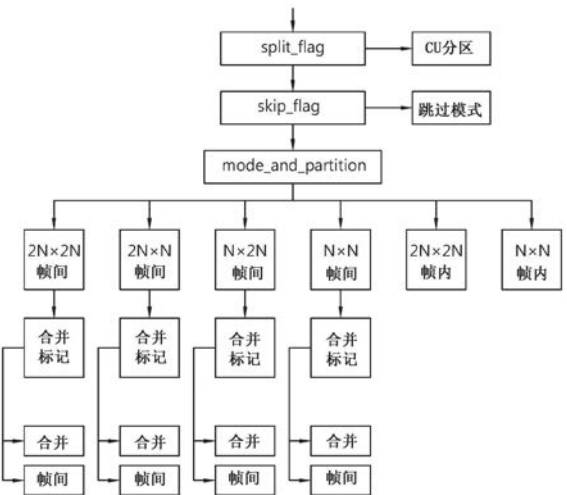 split_flag
CU分区
skip_flag
跳过模式
mode_and_partition
2N×2N
帧间
2N×N
帧间
N×2N
帧间
N×N
帧间
2N×2N
帧内
N×N
帧内
合并
标记
合并
标记
合并
标记
合并
标记
合并
合并
合并
合并
帧间
帧间
帧间
帧间